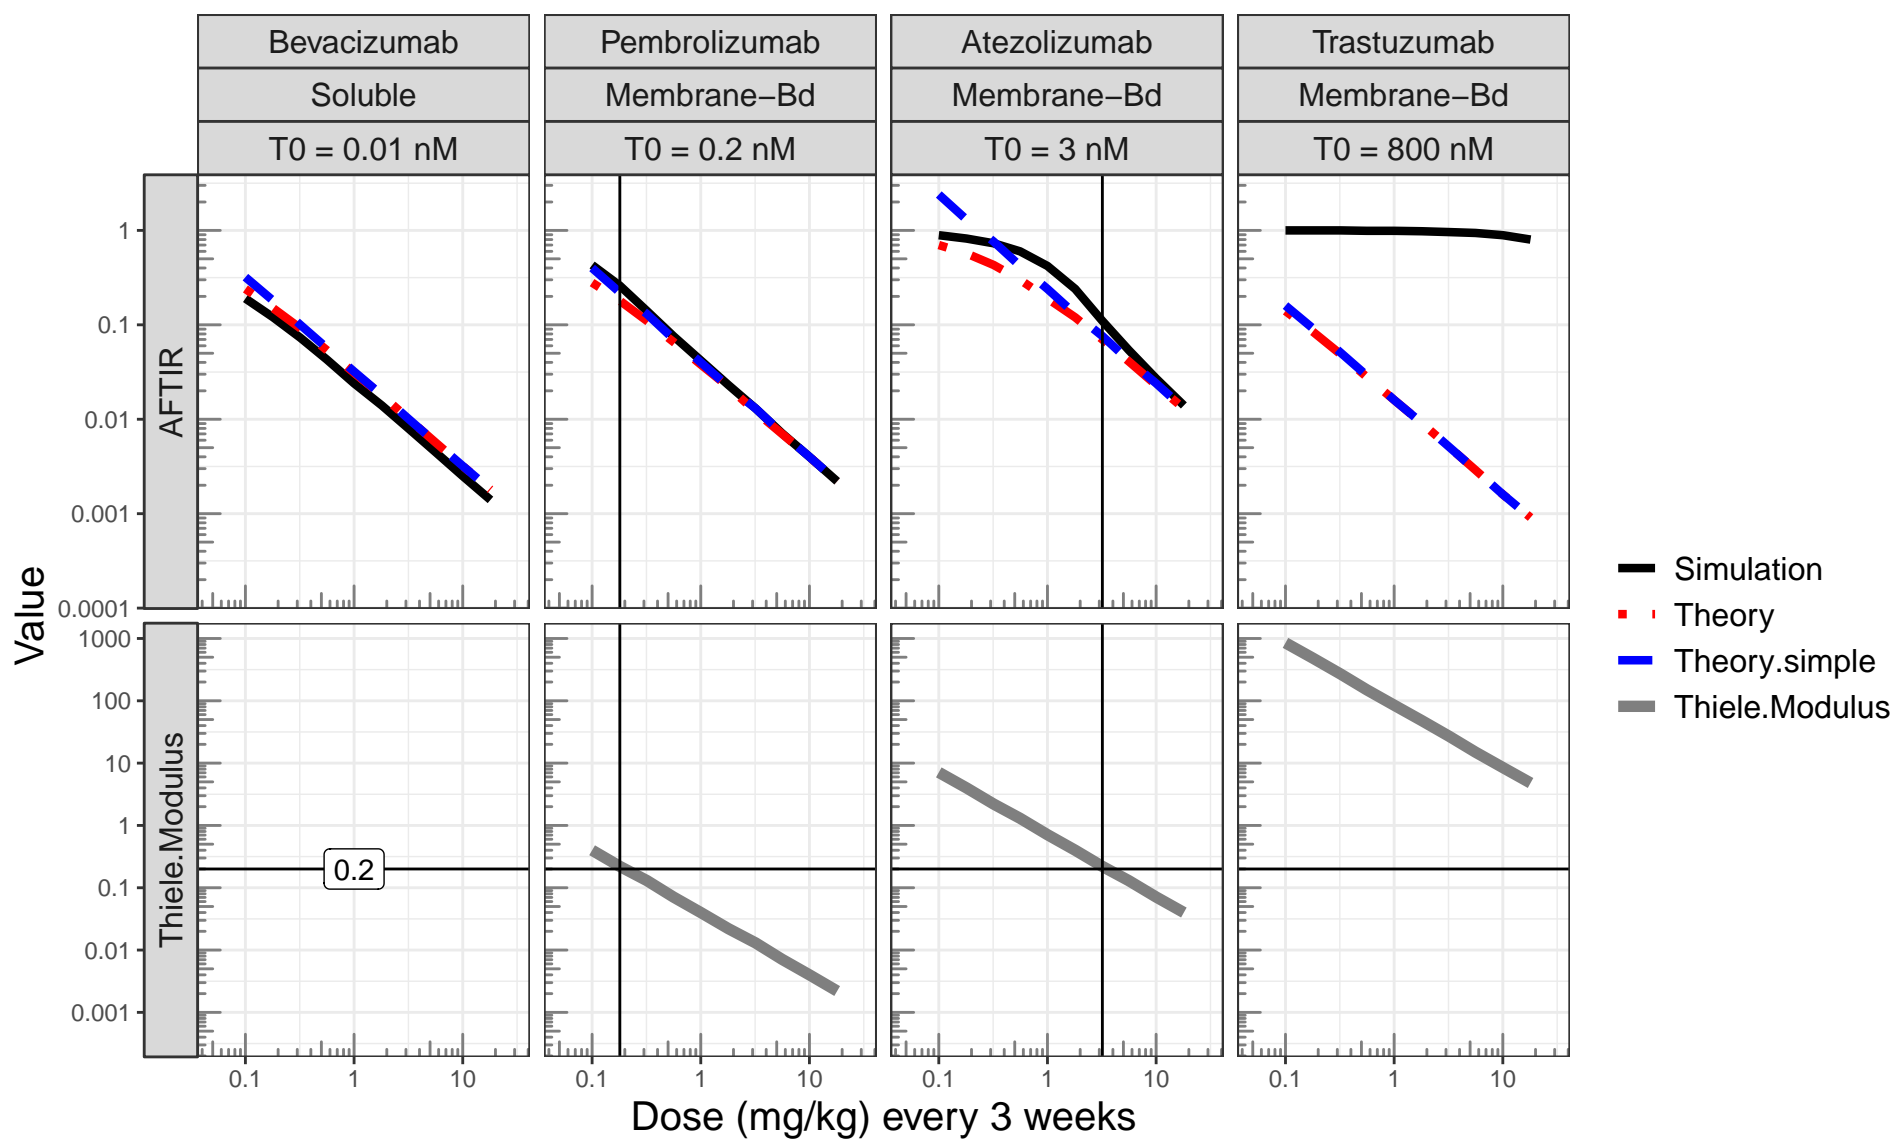 Bevacizumab Pembrolizumab Atezolizumab Trastuzumab
Soluble Membrane−Bd Membrane−Bd Membrane−Bd
T0 = 0.01 nM T0 = 0.2 nM T0 = 3 nM T0 = 800 nM
AFTIR
1
0.1
0.01
0.001
0.0001
Value
Thiele.Modulus
1000
100
10
1
0.1
0.01
0.001
0.2
0.1 1 10 0.1 1 10 0.1 1 10 0.1 1 10
Dose (mg/kg) every 3 weeks
Simulation
Theory
Theory.simple
Thiele.Modulus